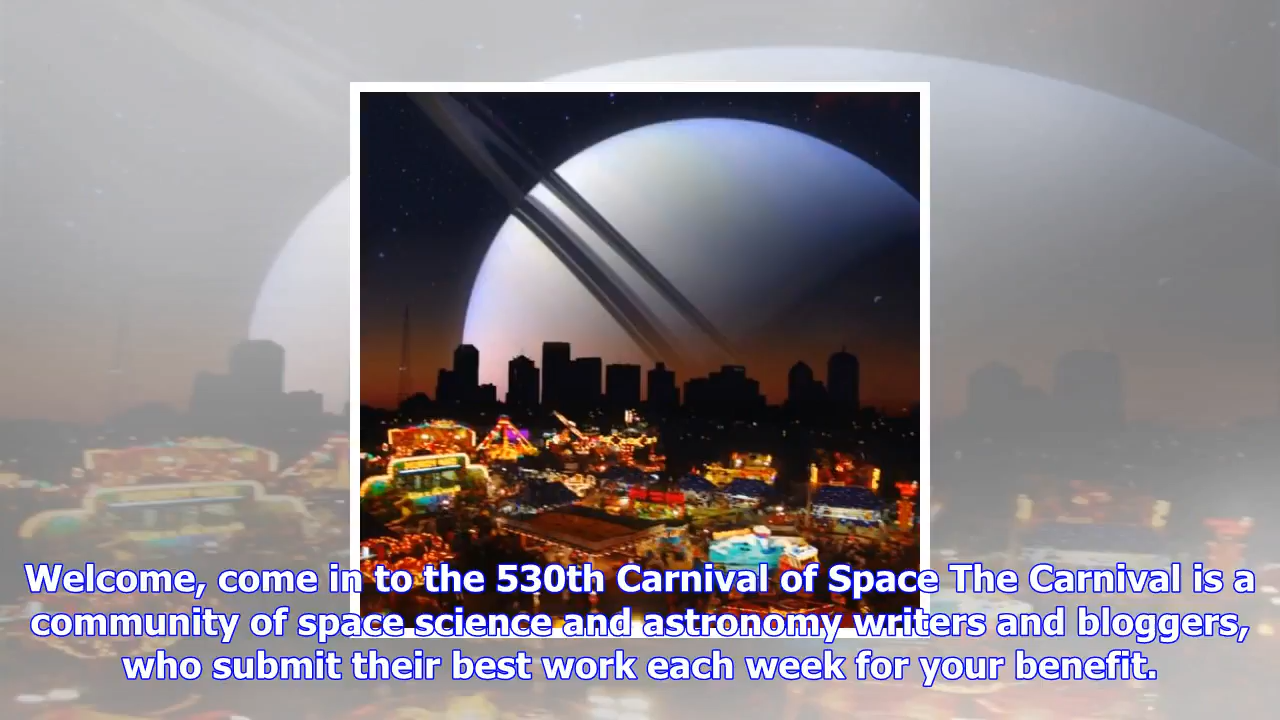 Welcome, come in to the 530th Carnival of Space The Carnival is a
community of space science and astronomy writers and bloggers,
who submit their best work each week for your benefit.